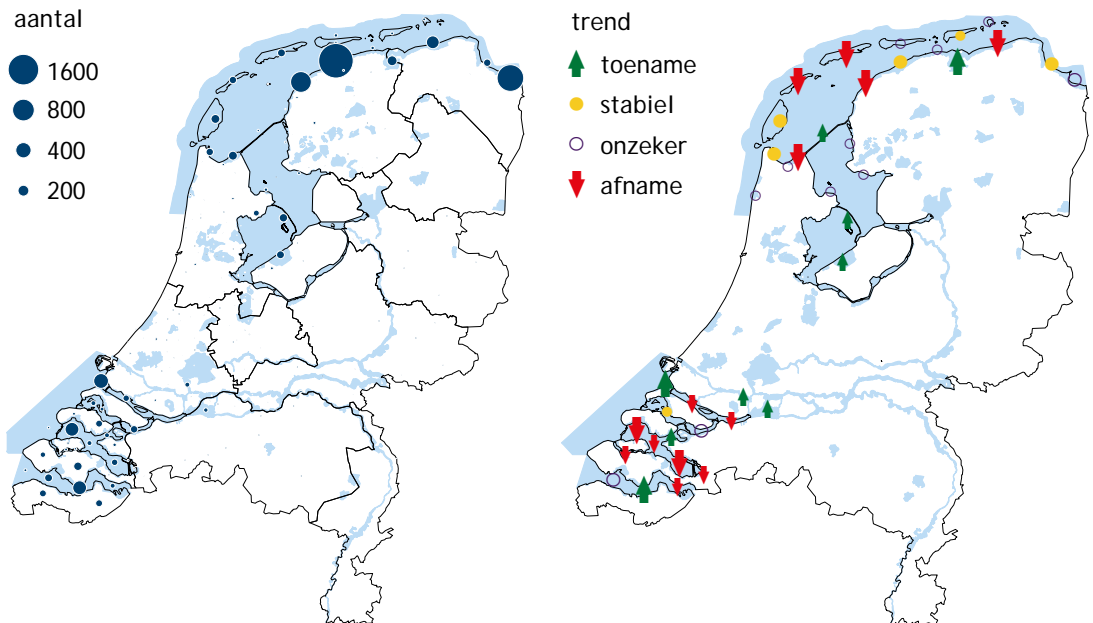 aantal
1600
800
400
200
trend
toename
stabiel
onzeker
afname